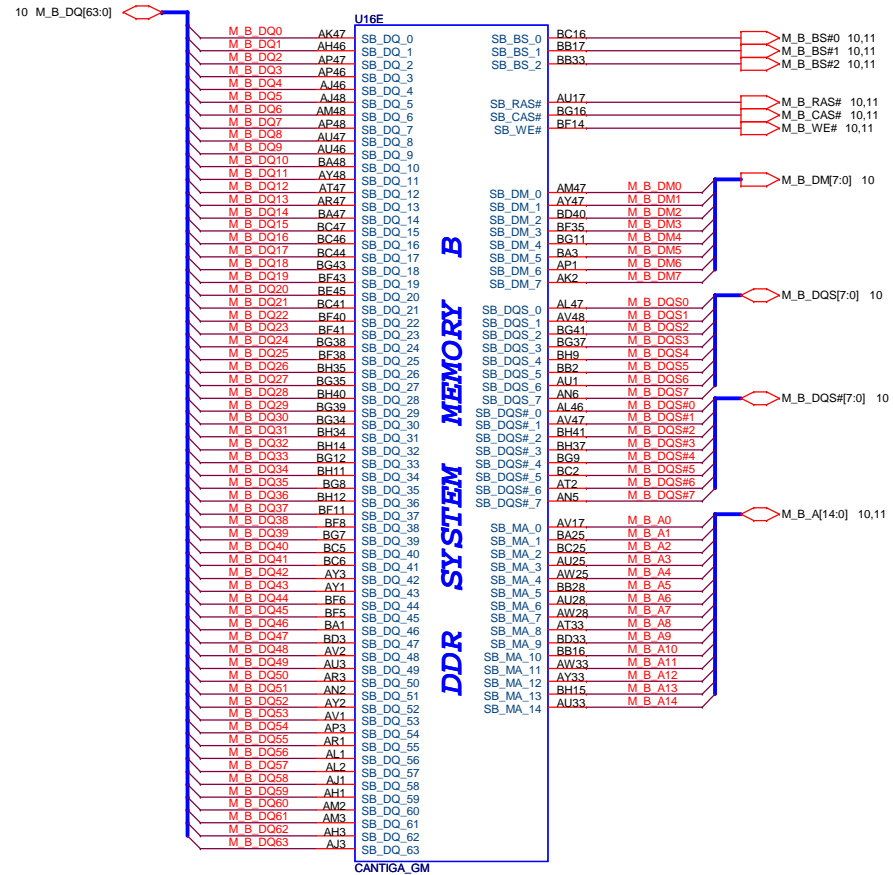 10 M_B_DQ[63:0]
U16E
M_B_DQ0 AK47 SB_DQ_0
M_B_DQ1 AH46 SB_DQ_1
M_B_DQ2 AP47 SB_DQ_2
M_B_DQ3 AP46 SB_DQ_3
M_B_DQ4 AJ46 SB_DQ_4
M_B_DQ5 AJ48 SB_DQ_5
M_B_DQ6 AM48 SB_DQ_6
M_B_DQ7 AP48 SB_DQ_7
M_B_DQ8 AU47 SB_DQ_8
M_B_DQ9 AU46 SB_DQ_9
M_B_DQ10 BA48 SB_DQ_10
M_B_DQ11 AY48 SB_DQ_11
M_B_DQ12 AT47 SB_DQ_12
M_B_DQ13 AR47 SB_DQ_13
M_B_DQ14 BA47 SB_DQ_14
M_B_DQ15 BC47 SB_DQ_15
M_B_DQ16 BC46 SB_DQ_16
M_B_DQ17 BC44 SB_DQ_17
M_B_DQ18 BG43 SB_DQ_18
M_B_DQ19 BF43 SB_DQ_19
M_B_DQ20 BE45 SB_DQ_20
M_B_DQ21 BC41 SB_DQ_21
M_B_DQ22 BF40 SB_DQ_22
M_B_DQ23 BF41 SB_DQ_23
M_B_DQ24 BG38 SB_DQ_24
M_B_DQ25 BF38 SB_DQ_25
M_B_DQ26 BH35 SB_DQ_26
M_B_DQ27 BG35 SB_DQ_27
M_B_DQ28 BH40 SB_DQ_28
M_B_DQ29 BG39 SB_DQ_29
M_B_DQ30 BG34 SB_DQ_30
M_B_DQ31 BH34 SB_DQ_31
M_B_DQ32 BH14 SB_DQ_32
M_B_DQ33 BG12 SB_DQ_33
M_B_DQ34 BH11 SB_DQ_34
M_B_DQ35 BG8 SB_DQ_35
M_B_DQ36 BH12 SB_DQ_36
M_B_DQ37 BF11 SB_DQ_37
M_B_DQ38 BF8 SB_DQ_38
M_B_DQ39 BG7 SB_DQ_39
M_B_DQ40 BC5 SB_DQ_40
M_B_DQ41 BC6 SB_DQ_41
M_B_DQ42 AY3 SB_DQ_42
M_B_DQ43 AY1 SB_DQ_43
M_B_DQ44 BF6 SB_DQ_44
M_B_DQ45 BF5 SB_DQ_45
M_B_DQ46 BA1 SB_DQ_46
M_B_DQ47 BD3 SB_DQ_47
M_B_DQ48 AV2 SB_DQ_48
M_B_DQ49 AU3 SB_DQ_49
M_B_DQ50 AR3 SB_DQ_50
M_B_DQ51 AN2 SB_DQ_51
M_B_DQ52 AY2 SB_DQ_52
M_B_DQ53 AV1 SB_DQ_53
M_B_DQ54 AP3 SB_DQ_54
M_B_DQ55 AR1 SB_DQ_55
M_B_DQ56 AL1 SB_DQ_56
M_B_DQ57 AL2 SB_DQ_57
M_B_DQ58 AJ1 SB_DQ_58
M_B_DQ59 AH1 SB_DQ_59
M_B_DQ60 AM2 SB_DQ_60
M_B_DQ61 AM3 SB_DQ_61
M_B_DQ62 AH3 SB_DQ_62
M_B_DQ63 AJ3 SB_DQ_63
DDR SYSTEM MEMORY B
SB_BS_0 BC16 M_B_BS#0 10,11
SB_BS_1 BB17 M_B_BS#1 10,11
SB_BS_2 BB33 M_B_BS#2 10,11
SB_RAS# AU17 M_B_RAS# 10,11
SB_CAS# BG16 M_B_CAS# 10,11
SB_WE# BF14 M_B_WE# 10,11
M_B_DM[7:0] 10
SB_DM_0 AM47 M_B_DM0
SB_DM_1 AY47 M_B_DM1
SB_DM_2 BD40 M_B_DM2
SB_DM_3 BF35 M_B_DM3
SB_DM_4 BG11 M_B_DM4
SB_DM_5 BA3 M_B_DM5
SB_DM_6 AP1 M_B_DM6
SB_DM_7 AK2 M_B_DM7
M_B_DQS[7:0] 10
SB_DQS_0 AL47 M_B_DQS0
SB_DQS_1 AV48 M_B_DQS1
SB_DQS_2 BG41 M_B_DQS2
SB_DQS_3 BG37 M_B_DQS3
SB_DQS_4 BH9 M_B_DQS4
SB_DQS_5 BB2 M_B_DQS5
SB_DQS_6 AU1 M_B_DQS6
SB_DQS_7 AN6 M_B_DQS7
M_B_DQS#[7:0] 10
SB_DQS#_0 AL46 M_B_DQS#0
SB_DQS#_1 AV47 M_B_DQS#1
SB_DQS#_2 BH41 M_B_DQS#2
SB_DQS#_3 BH37 M_B_DQS#3
SB_DQS#_4 BG9 M_B_DQS#4
SB_DQS#_5 BC2 M_B_DQS#5
SB_DQS#_6 AT2 M_B_DQS#6
SB_DQS#_7 AN5 M_B_DQS#7
M_B_A[14:0] 10,11
SB_MA_0 AV17 M_B_A0
SB_MA_1 BA25 M_B_A1
SB_MA_2 BC25 M_B_A2
SB_MA_3 AU25 M_B_A3
SB_MA_4 AW25 M_B_A4
SB_MA_5 BB28 M_B_A5
SB_MA_6 AU28 M_B_A6
SB_MA_7 AW28 M_B_A7
SB_MA_8 AT33 M_B_A8
SB_MA_9 BD33 M_B_A9
SB_MA_10 BB16 M_B_A10
SB_MA_11 AW33 M_B_A11
SB_MA_12 AY33 M_B_A12
SB_MA_13 BH15 M_B_A13
SB_MA_14 AU33 M_B_A14
CANTIGA_GM